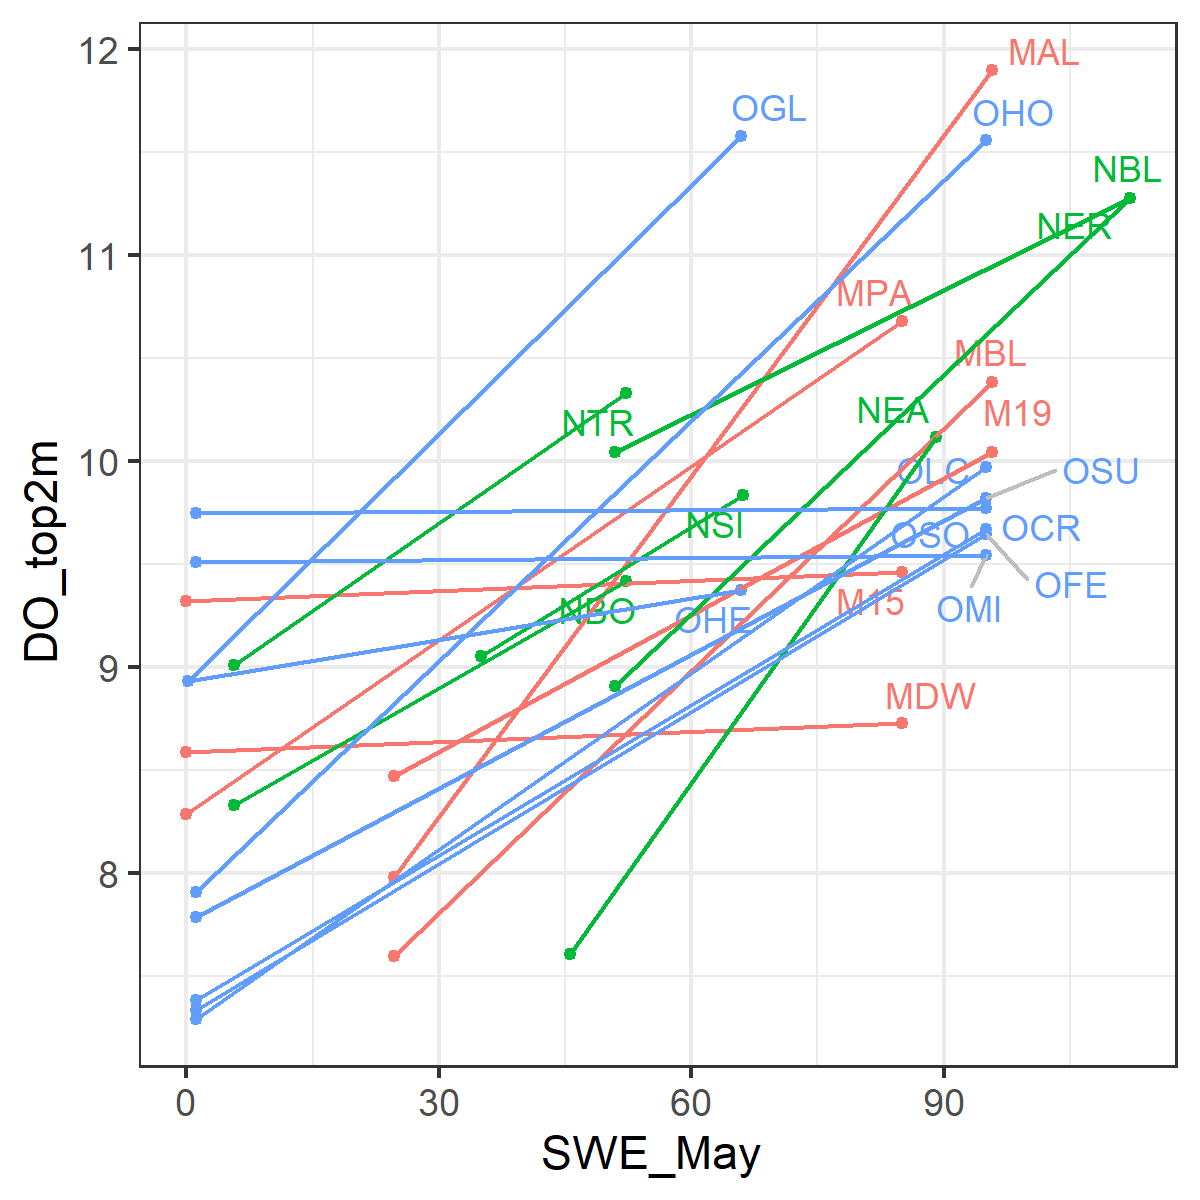 12
11
10
9
8
DO_top2m
MAL
OGL
OHO
NBL
NER
MPA
MBL
NEA
M19
NTR
OLC
OSU
NSI
OSO
OCR
OFE
M15
NBO
OHE
OMI
MDW
0
30
60
90
SWE_May